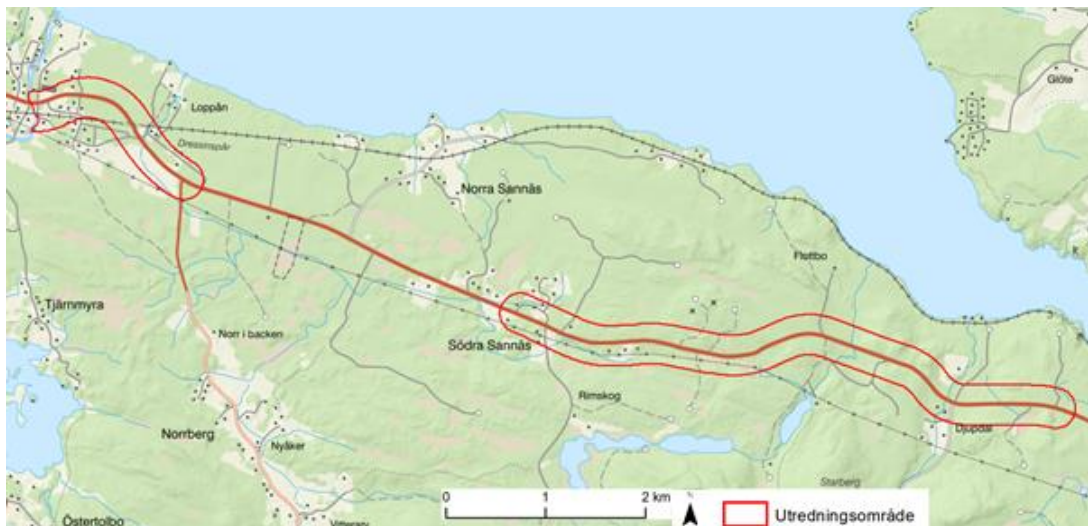 Glöte
Loppån
Dressinspår
Norra Sannäs
Flottbo
Tjärnmyra
Norr i backen
Södra Sannäs
Rimskog
Norrberg
Djupdal
Nyåker
Starberg
0 1 2 km
Utredningsområde
Östertolbo